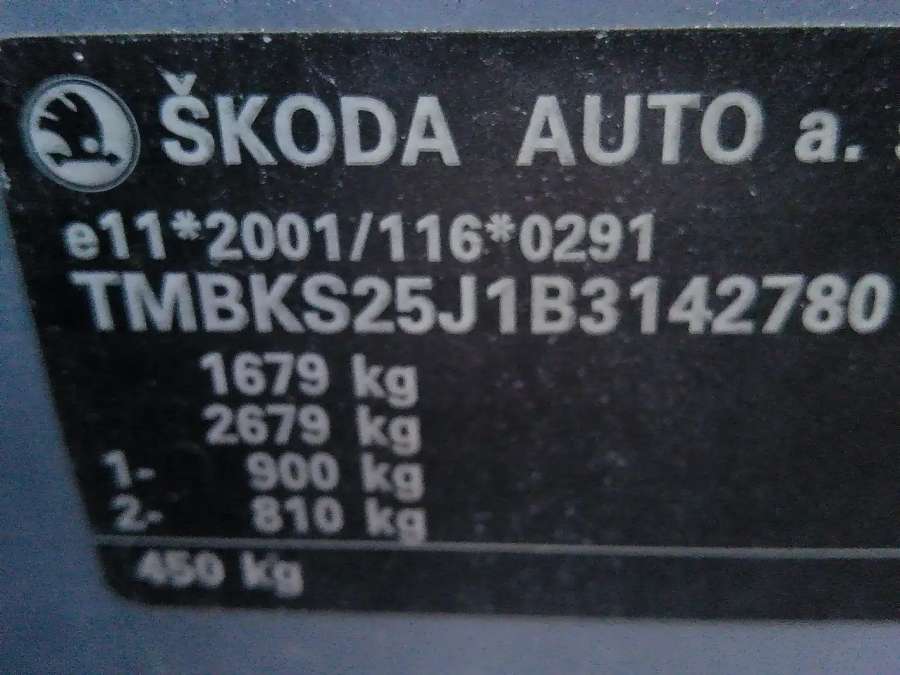 ŠKODA AUTO a.
e11*2001/116*0291
TMBKS25J1B3142780
1679 kg
2679 kg
1- 900 kg
2- 810 kg
450 kg